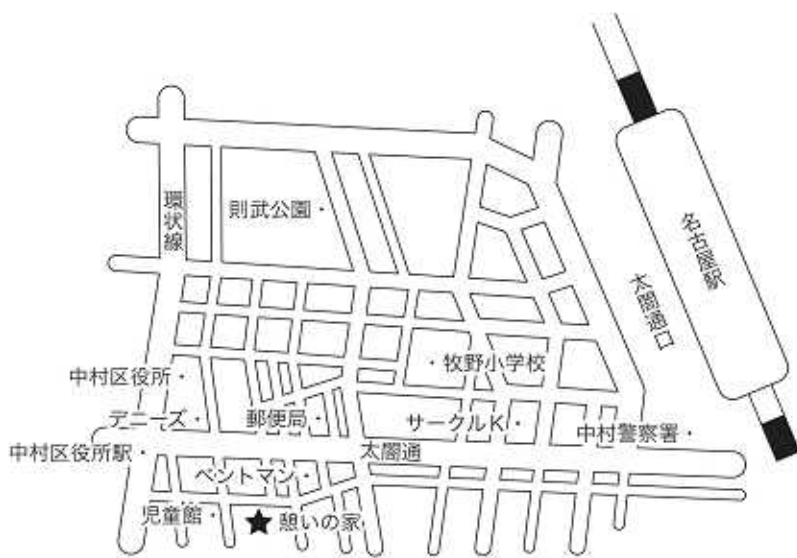 環状線
則武公園
名古屋駅
太閤通口
牧野小学校
中村区役所
デニーズ
郵便局
サークルK
中村警察署
中村区役所駅
太閤通
ベントマン
児童館
★ 憩いの家